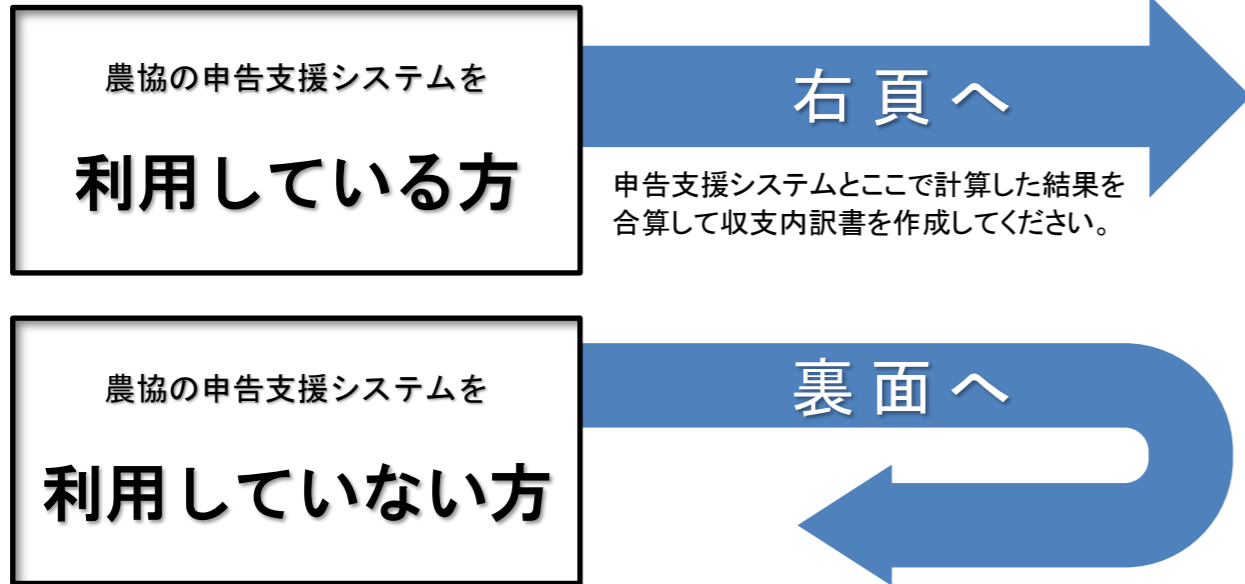 農協の申告支援システムを
利用している方
右頁へ
申告支援システムとここで計算した結果を
合算して収支内訳書を作成してください。
農協の申告支援システムを
利用していない方
裏面へ